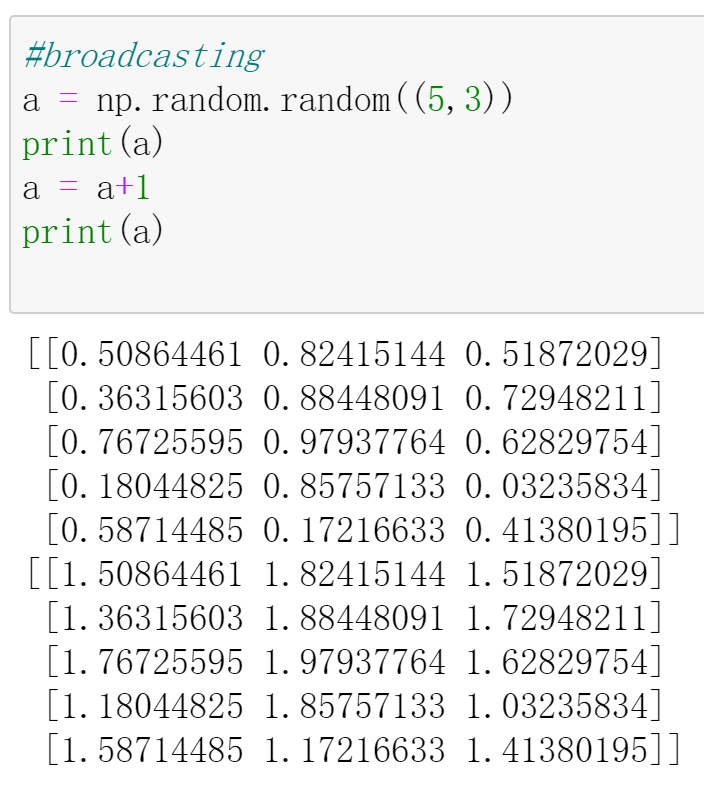 #broadcasting
a = np.random.random((5,3))
print(a)
a = a+1
print(a)
[[0.50864461 0.82415144 0.51872029]
 [0.36315603 0.88448091 0.72948211]
 [0.76725595 0.97937764 0.62829754]
 [0.18044825 0.85757133 0.03235834]
 [0.58714485 0.17216633 0.41380195]]
[[1.50864461 1.82415144 1.51872029]
 [1.36315603 1.88448091 1.72948211]
 [1.76725595 1.97937764 1.62829754]
 [1.18044825 1.85757133 1.03235834]
 [1.58714485 1.17216633 1.41380195]]